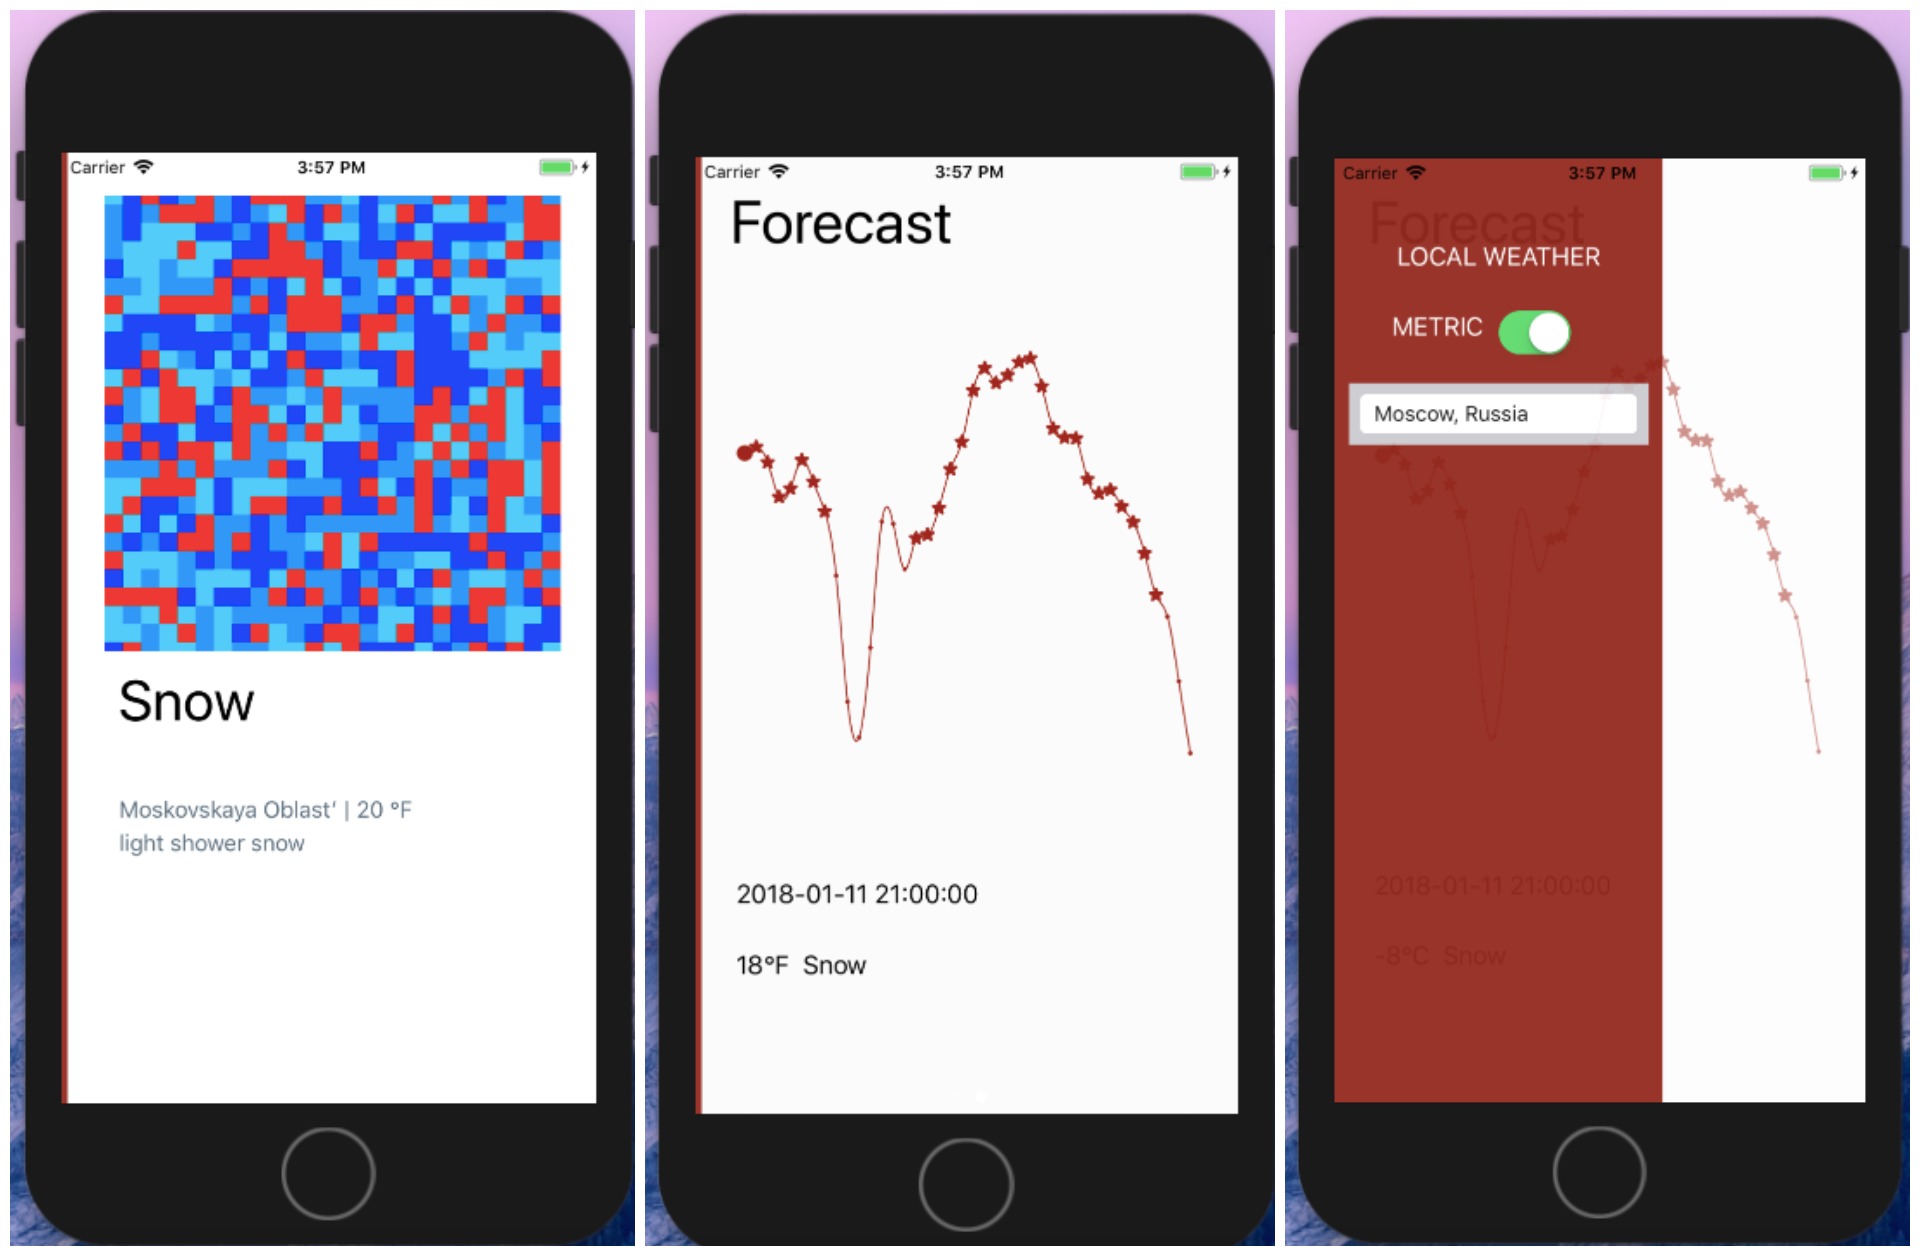 Carrier
3:57 PM
Snow
Moskovskaya Oblast’ | 20 °F
light shower snow
Carrier
3:57 PM
Forecast
2018-01-11 21:00:00
18°F Snow
Carrier
3:57 PM
Forecast
LOCAL WEATHER
METRIC
Moscow, Russia
2018-01-11 21:00:00
-8°C Snow